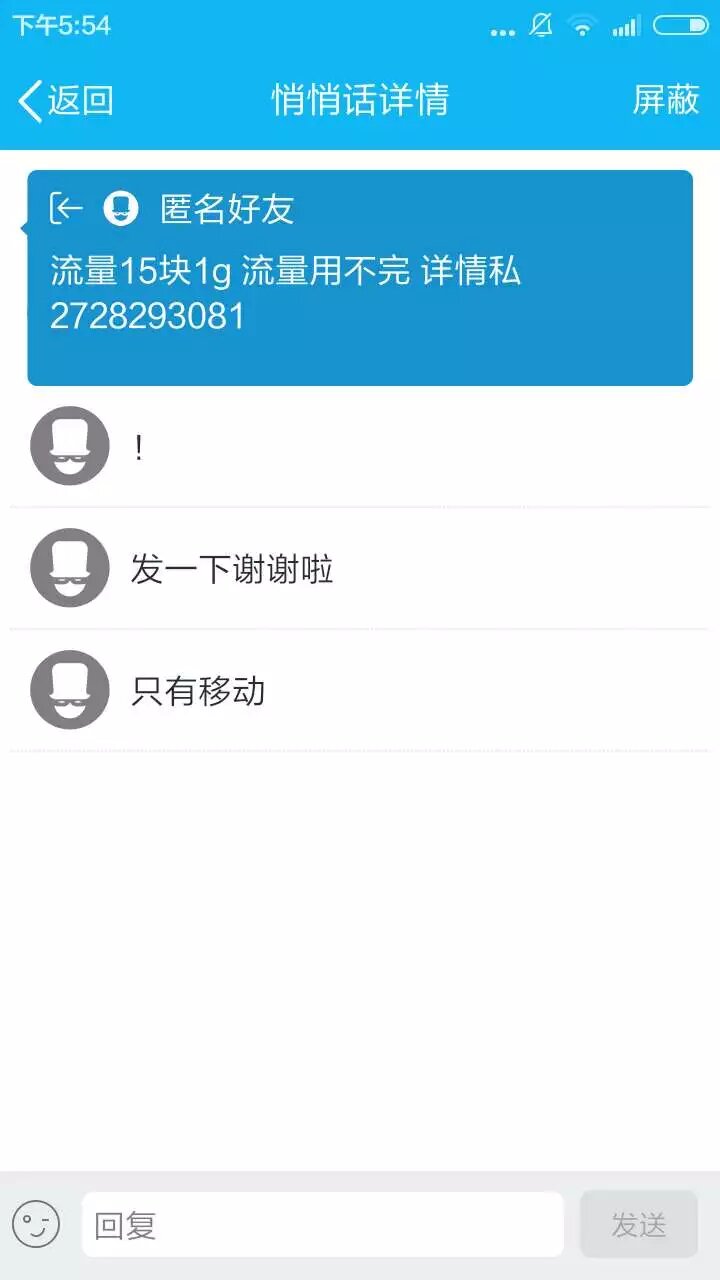 下午5:54
返回 悄悄话详情 屏蔽
匿名好友
流量15块1g 流量用不完 详情私
2728293081
！
发一下谢谢啦
只有移动
回复 发送